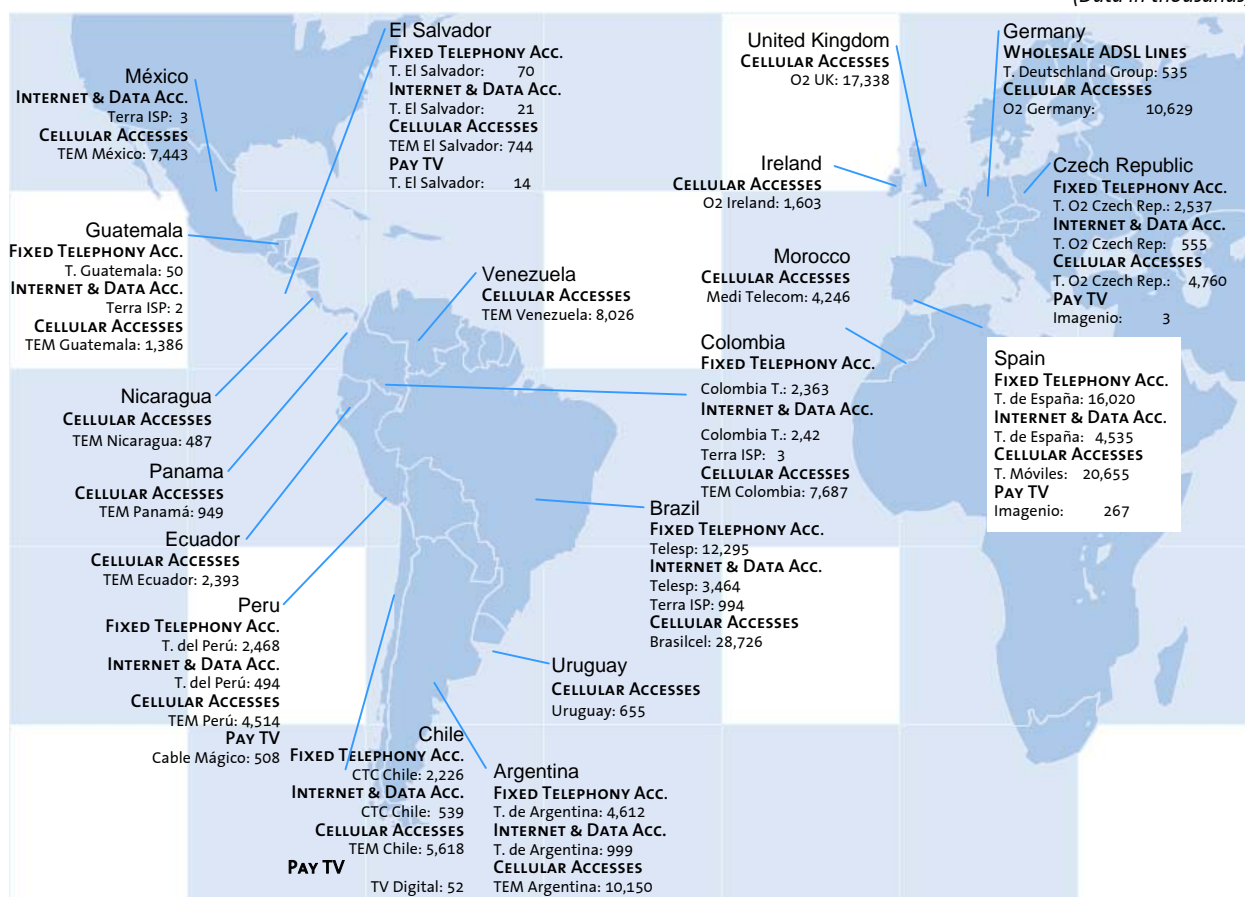 (Data in thousands)
El Salvador
FIXED TELEPHONY ACC.
T. El Salvador: 70
INTERNET & DATA ACC.
T. El Salvador: 21
CELLULAR ACCESSES
TEM El Salvador: 744
PAY TV
T. El Salvador: 14
México
INTERNET & DATA ACC.
Terra ISP: 3
CELLULAR ACCESSES
TEM México: 7,443
Guatemala
FIXED TELEPHONY ACC.
T. Guatemala: 50
INTERNET & DATA ACC.
Terra ISP: 2
CELLULAR ACCESSES
TEM Guatemala: 1,386
Nicaragua
CELLULAR ACCESSES
TEM Nicaragua: 487
Panama
CELLULAR ACCESSES
TEM Panamá: 949
Ecuador
CELLULAR ACCESSES
TEM Ecuador: 2,393
Peru
FIXED TELEPHONY ACC.
T. del Perú: 2,468
INTERNET & DATA ACC.
T. del Perú: 494
CELLULAR ACCESSES
TEM Perú: 4,514
PAY TV
Cable Mágico: 508
Chile
FIXED TELEPHONY ACC.
CTC Chile: 2,226
INTERNET & DATA ACC.
CTC Chile: 539
CELLULAR ACCESSES
TEM Chile: 5,618
PAY TV
TV Digital: 52
Argentina
FIXED TELEPHONY ACC.
T. de Argentina: 4,612
INTERNET & DATA ACC.
T. de Argentina: 999
CELLULAR ACCESSES
TEM Argentina: 10,150
Uruguay
CELLULAR ACCESSES
Uruguay: 655
Brazil
FIXED TELEPHONY ACC.
Telesp: 12,295
INTERNET & DATA ACC.
Telesp: 3,464
Terra ISP: 994
CELLULAR ACCESSES
Brasilcel: 28,726
Venezuela
CELLULAR ACCESSES
TEM Venezuela: 8,026
Colombia
FIXED TELEPHONY ACC.
Colombia T.: 2,363
INTERNET & DATA ACC.
Colombia T.: 2,42
Terra ISP: 3
CELLULAR ACCESSES
TEM Colombia: 7,687
Morocco
CELLULAR ACCESSES
Medi Telecom: 4,246
Ireland
CELLULAR ACCESSES
O2 Ireland: 1,603
United Kingdom
CELLULAR ACCESSES
O2 UK: 17,338
Germany
WHOLESALE ADSL LINES
T. Deutschland Group: 535
CELLULAR ACCESSES
O2 Germany: 10,629
Czech Republic
FIXED TELEPHONY ACC.
T. O2 Czech Rep.: 2,537
INTERNET & DATA ACC.
T. O2 Czech Rep: 555
CELLULAR ACCESSES
T. O2 Czech Rep.: 4,760
PAY TV
Imagenio: 3
Spain
FIXED TELEPHONY ACC.
T. de España: 16,020
INTERNET & DATA ACC.
T. de España: 4,535
CELLULAR ACCESSES
T. Móviles: 20,655
PAY TV
Imagenio: 267